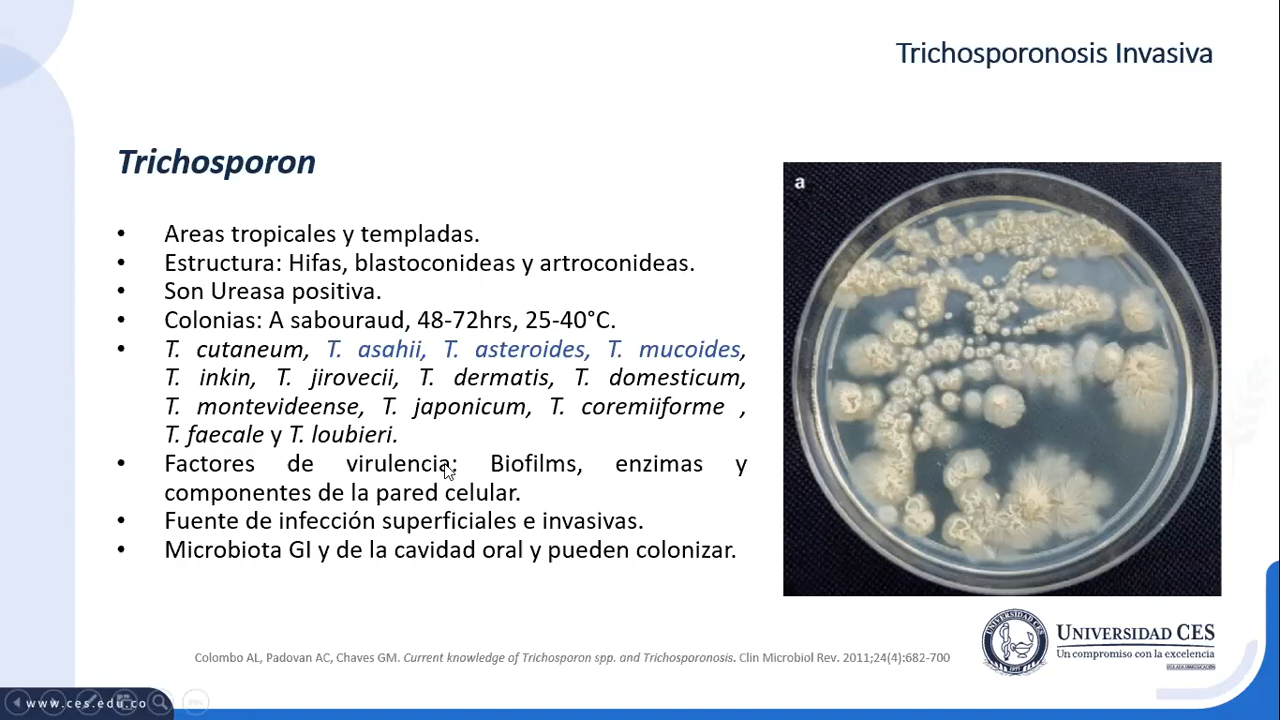 Trichosporonosis Invasiva
Trichosporon
• Areas tropicales y templadas.
• Estructura: Hifas, blastoconideas y artroconideas.
• Son Ureasa positiva.
• Colonias: A sabouraud, 48-72hrs, 25-40°C.
• T. cutaneum, T. asahii, T. asteroides, T. mucoides,
T. inkin, T. jirovecii, T. dermatis, T. domesticum,
T. montevideense, T. japonicum, T. coremiiforme ,
T. faecale y T. loubieri.
• Factores de virulencia: Biofilms, enzimas y
componentes de la pared celular.
• Fuente de infección superficiales e invasivas.
• Microbiota GI y de la cavidad oral y pueden colonizar.
a
Colombo AL, Padovan AC, Chaves GM. Current knowledge of Trichosporon spp. and Trichosporonosis. Clin Microbiol Rev. 2011;24(4):682-700
UNIVERSIDAD CES
Un compromiso con la excelencia
www.ces.edu.co